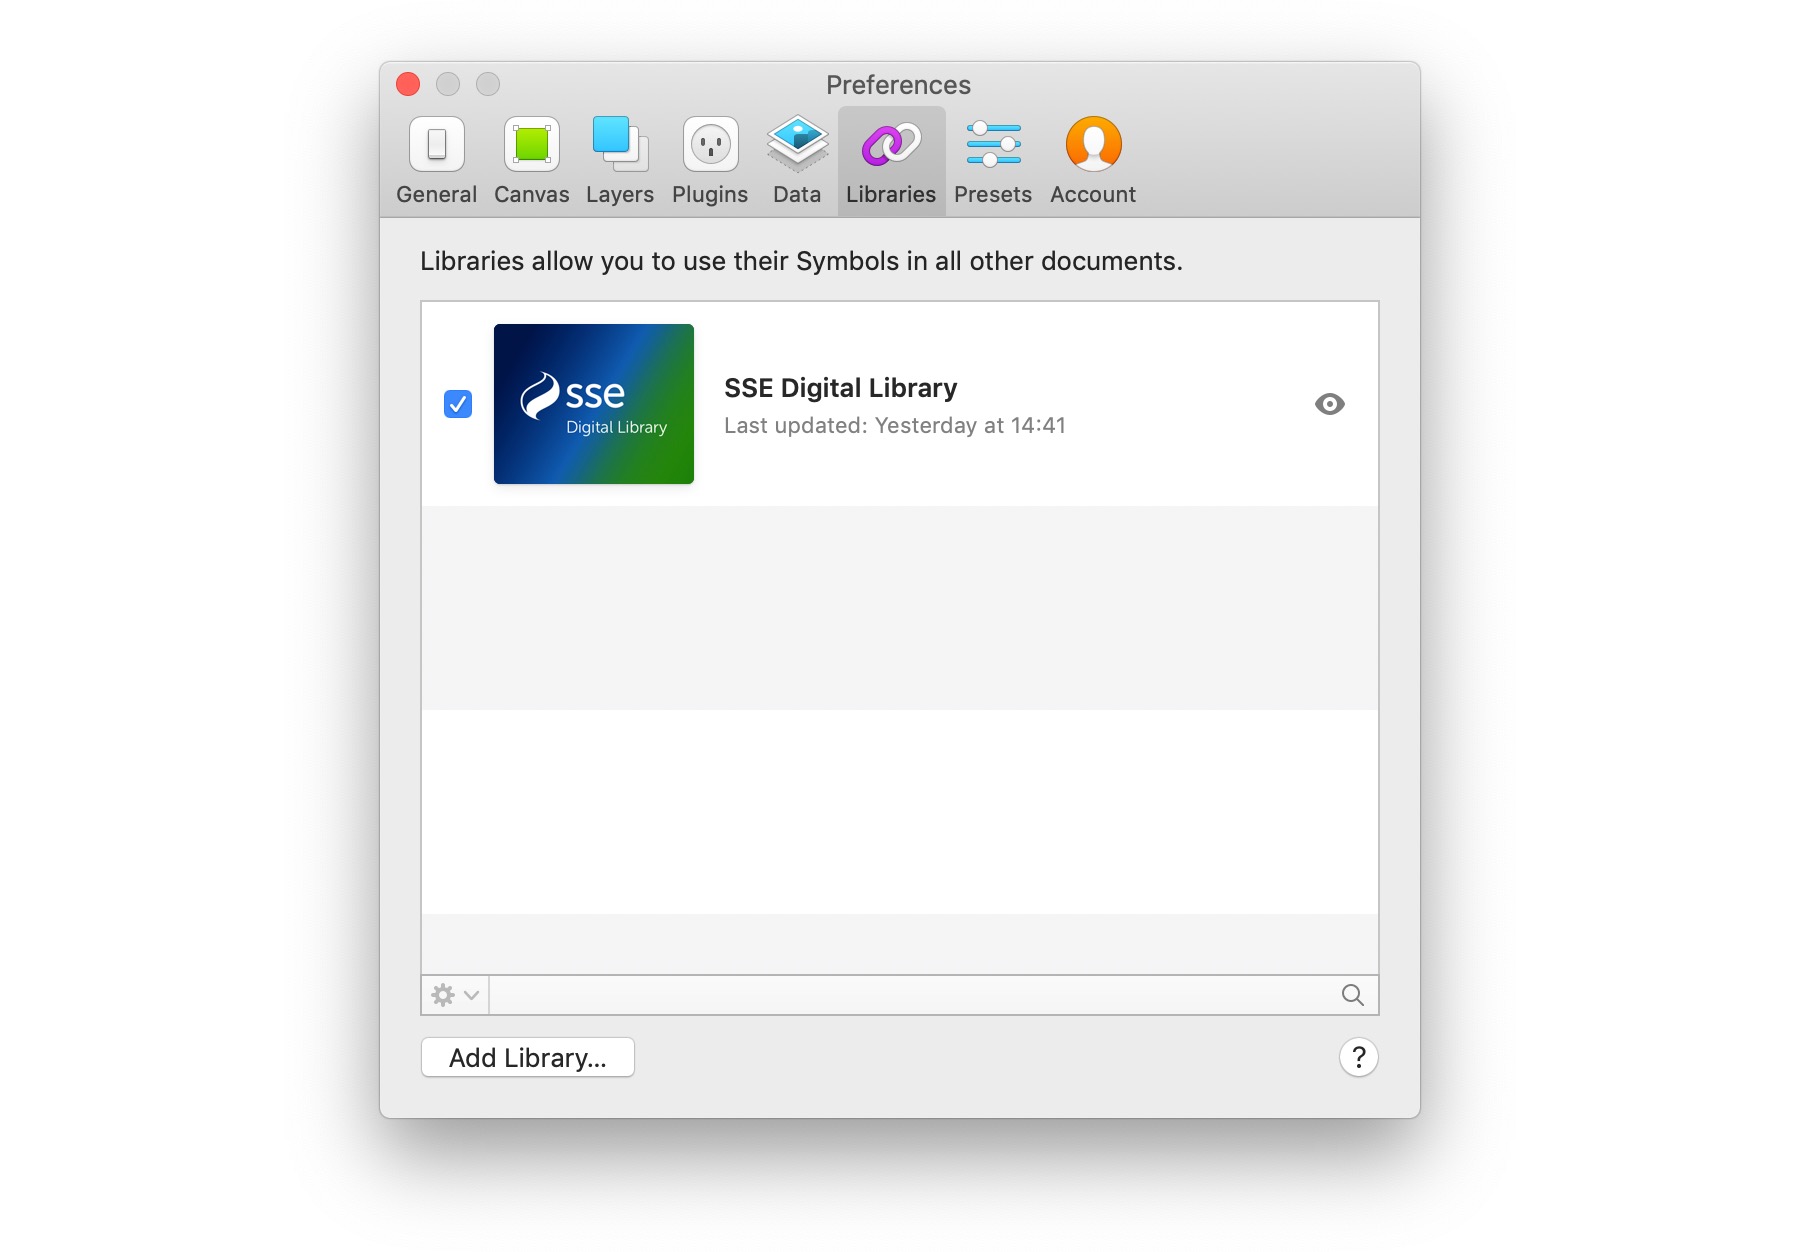 Preferences
General
Canvas
Layers
Plugins
Data
Libraries
Presets
Account
Libraries allow you to use their Symbols in all other documents.
sse
Digital Library
SSE Digital Library
Last updated: Yesterday at 14:41
Add Library...
?